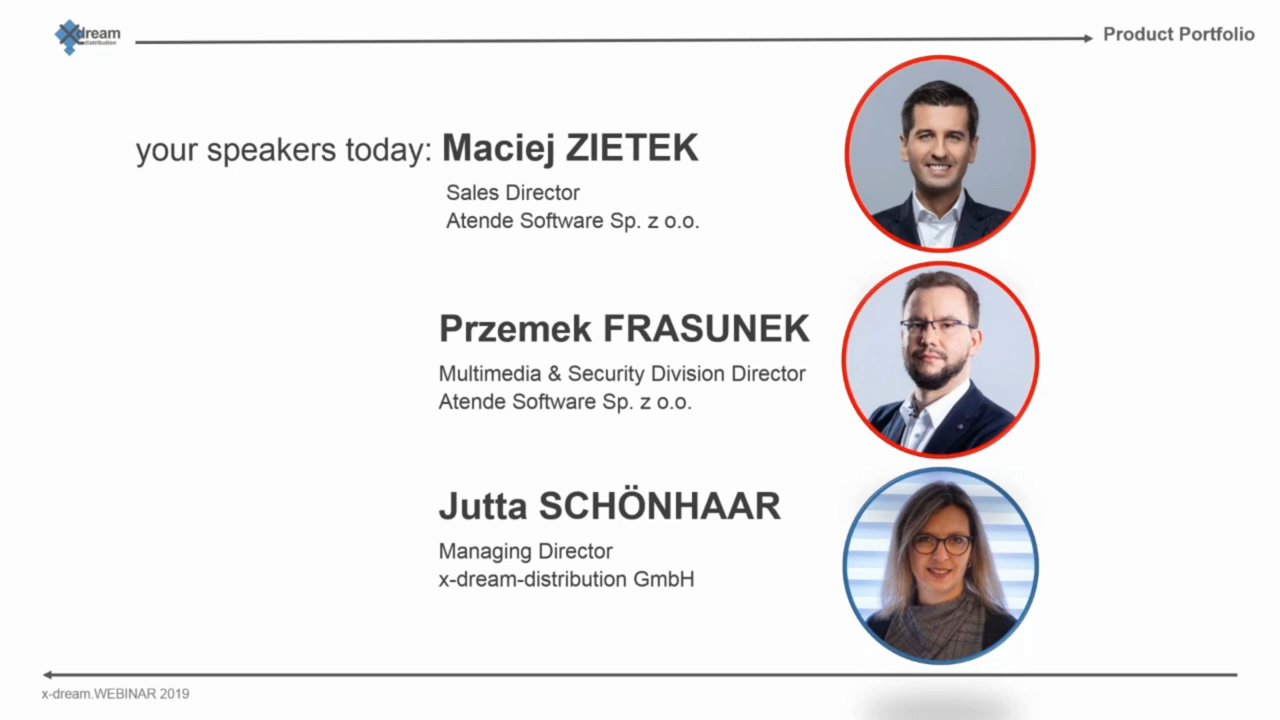 x-dream
distribution
Product Portfolio
your speakers today: Maciej ZIETEK
Sales Director
Atende Software Sp. z o.o.
Przemek FRASUNEK
Multimedia & Security Division Director
Atende Software Sp. z o.o.
Jutta SCHÖNHAAR
Managing Director
x-dream-distribution GmbH
x-dream.WEBINAR 2019